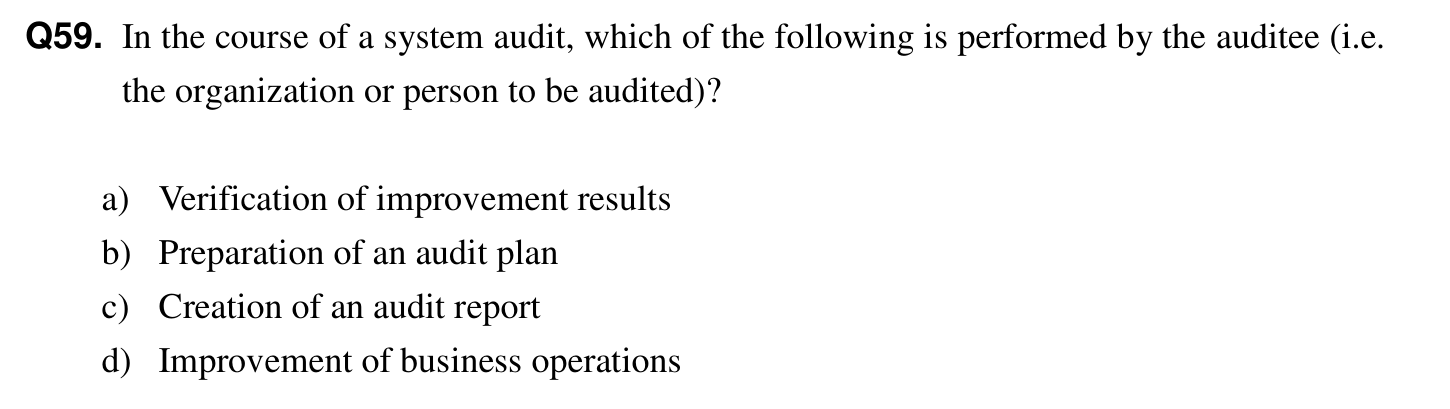 Q59. In the course of a system audit, which of the following is performed by the auditee (i.e.
the organization or person to be audited)?
a) Verification of improvement results
b) Preparation of an audit plan
c) Creation of an audit report
d) Improvement of business operations